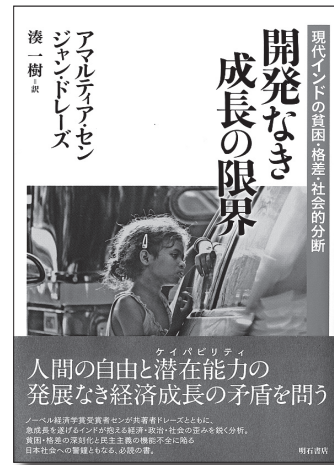 現代インドの貧困・格差・社会的分断
開発なき
成長の限界
アマルティア・セン
ジャン・ドレーズ
湊 一樹=訳
ケイパビリティ
人間の自由と潜在能力の
発展なき経済成長の矛盾を問う
ノーベル経済学賞受賞者センが共著者ドレーズとともに、
急成長を遂げるインドが抱える経済・政治・社会の歪みを鋭く分析。
貧困・格差の深刻化と民主主義の機能不全に陥る
日本社会への警鐘ともなる、必読の書。
明石書店